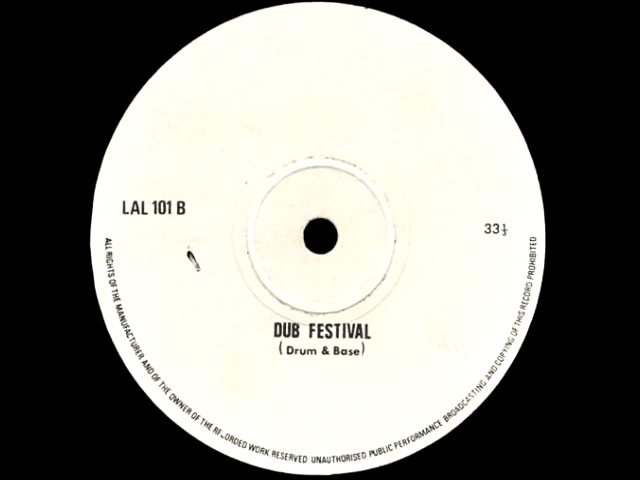 LAL 101 B
33⅓
DUB FESTIVAL
(Drum & Base)
ALL RIGHTS OF THE MANUFACTURER AND OF THE OWNER OF THE RECORDED WORK RESERVED UNAUTHORISED PUBLIC PERFORMANCE BROADCASTING AND COPYING OF THIS RECORD PROHIBITED